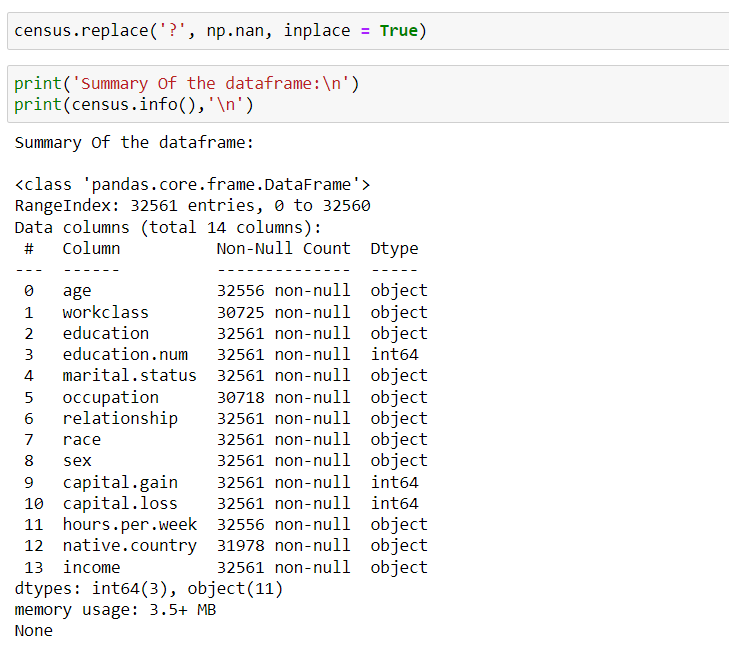 census.replace('?', np.nan, inplace = True)
print('Summary Of the dataframe:\n')
print(census.info(),'\n')
Summary Of the dataframe:
<class 'pandas.core.frame.DataFrame'>
RangeIndex: 32561 entries, 0 to 32560
Data columns (total 14 columns):
 #   Column          Non-Null Count  Dtype
---  ------          --------------  -----
 0   age             32556 non-null  object
 1   workclass       30725 non-null  object
 2   education       32561 non-null  object
 3   education.num   32561 non-null  int64
 4   marital.status  32561 non-null  object
 5   occupation      30718 non-null  object
 6   relationship    32561 non-null  object
 7   race            32561 non-null  object
 8   sex             32561 non-null  object
 9   capital.gain    32561 non-null  int64
 10  capital.loss    32561 non-null  int64
 11  hours.per.week  32556 non-null  object
 12  native.country  31978 non-null  object
 13  income          32561 non-null  object
dtypes: int64(3), object(11)
memory usage: 3.5+ MB
None